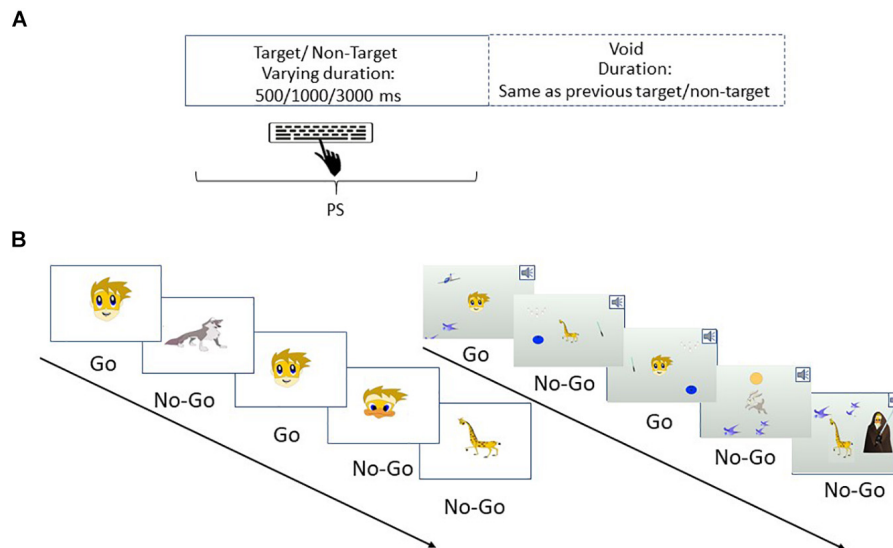 A
Target/ Non-Target
Varying duration:
500/1000/3000 ms
Void
Duration:
Same as previous target/non-target
PS
B
Go
No-Go
Go
No-Go
No-Go
Go
No-Go
Go
No-Go
No-Go